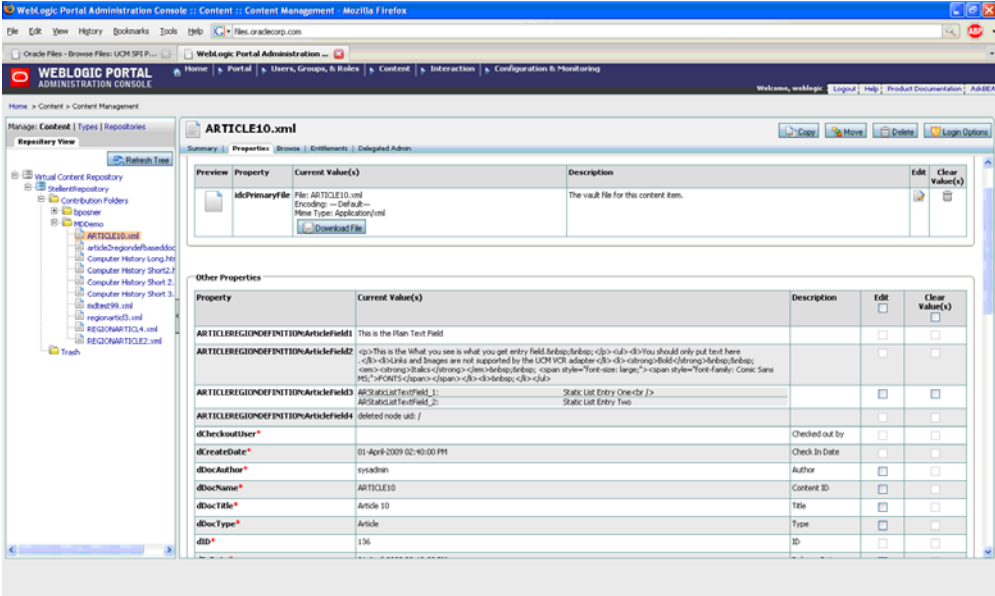 WebLogic Portal Administration Console :: Content :: Content Management - Mozilla Firefox
File Edit View History Bookmarks Tools Help files.oraclecorp.com
Oracle Files - Browse Files: UCM SPI P... WebLogic Portal Administration ...
WEBLOGIC PORTAL
ADMINISTRATION CONSOLE
Home Portal Users, Groups, & Roles Content Interaction Configuration & Monitoring
Welcome, weblogic Logout Help Product Documentation AskBEA
Home > Content > Content Management
Manage: Content | Types | Repositories
Repository View
Refresh Tree
Virtual Content Repository
StellentRepository
Contribution Folders
bposner
MDDemo
ARTICLE10.xml
article2regiondefbaseddoc
Computer History Long.htm
Computer History Short2.h
Computer History Short 2.
Computer History Short 3.
mdtest99.xml
regionarticl3.xml
REGIONARTICL4.xml
REGIONARTICLE2.xml
Trash
ARTICLE10.xml
Copy Move Delete Login Options
Summary | Properties Browse | Entitlements | Delegated Admin
Preview Property Current Value(s) Description Edit Clear Value(s)
idcPrimaryFile File: ARTICLE10.xml The vault file for this content item.
Encoding: --- Default---
Mime Type: Application/xml
Download File
Other Properties
Property Current Value(s) Description Edit Clear Value(s)
ARTICLEREGIONDEFINITION:ArticleField1 This is the Plain Text Field
ARTICLEREGIONDEFINITION:ArticleField2 <p>This is the What you see is what you get entry field.&nbsp;&nbsp; </p><ul><li>You should only put text here
.</li><li>Links and Images are not supported by the UCM VCR adapter</li><li><strong>Bold</strong>&nbsp;&nbsp;
<em><strong>Italics</strong></em>&nbsp;&nbsp; <span style="font-size: large;"><span style="font-family: Comic Sans
MS;">FONTS</span></span></li><li>&nbsp;</li></ul>
ARTICLEREGIONDEFINITION:ArticleField3 ARStaticListTextField_1: Static List Entry One<br />
ARStaticListTextField_2: Static List Entry Two
ARTICLEREGIONDEFINITION:ArticleField4 deleted node uid: /
dCheckoutUser* Checked out by
dCreateDate* 01-April-2009 02:40:00 PM Check In Date
dDocAuthor* sysadmin Author
dDocName* ARTICLE10 Content ID
dDocTitle* Article 10 Title
dDocType* Article Type
dID* 136 ID